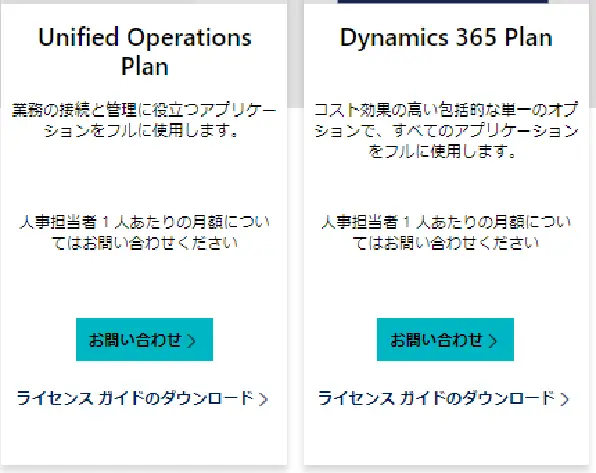 Unified Operations
Plan
業務の接続と管理に役立つアプリケー
ションをフルに使用します。
人事担当者 1 人あたりの月額につい
てはお問い合わせください
お問い合わせ
ライセンス ガイドのダウンロード
Dynamics 365 Plan
コスト効果の高い包括的な単一のオプ
ションで、すべてのアプリケーション
をフルに使用します。
人事担当者 1 人あたりの月額につい
てはお問い合わせください
お問い合わせ
ライセンス ガイドのダウンロード